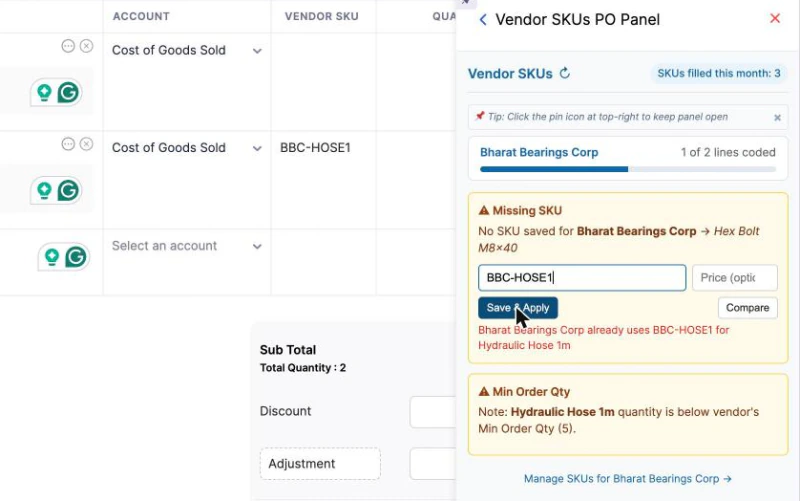 ACCOUNT VENDOR SKU QUA
Cost of Goods Sold
Cost of Goods Sold BBC-HOSE1
Select an account
Sub Total
Total Quantity : 2
Discount
Adjustment
Vendor SKUs PO Panel
Vendor SKUs SKUs filled this month: 3
Tip: Click the pin icon at top-right to keep panel open
Bharat Bearings Corp 1 of 2 lines coded
Missing SKU
No SKU saved for Bharat Bearings Corp → Hex Bolt
M8×40
BBC-HOSE1 Price (optic
Save & Apply Compare
Bharat Bearings Corp already uses BBC-HOSE1 for
Hydraulic Hose 1m
Min Order Qty
Note: Hydraulic Hose 1m quantity is below vendor's
Min Order Qty (5).
Manage SKUs for Bharat Bearings Corp →